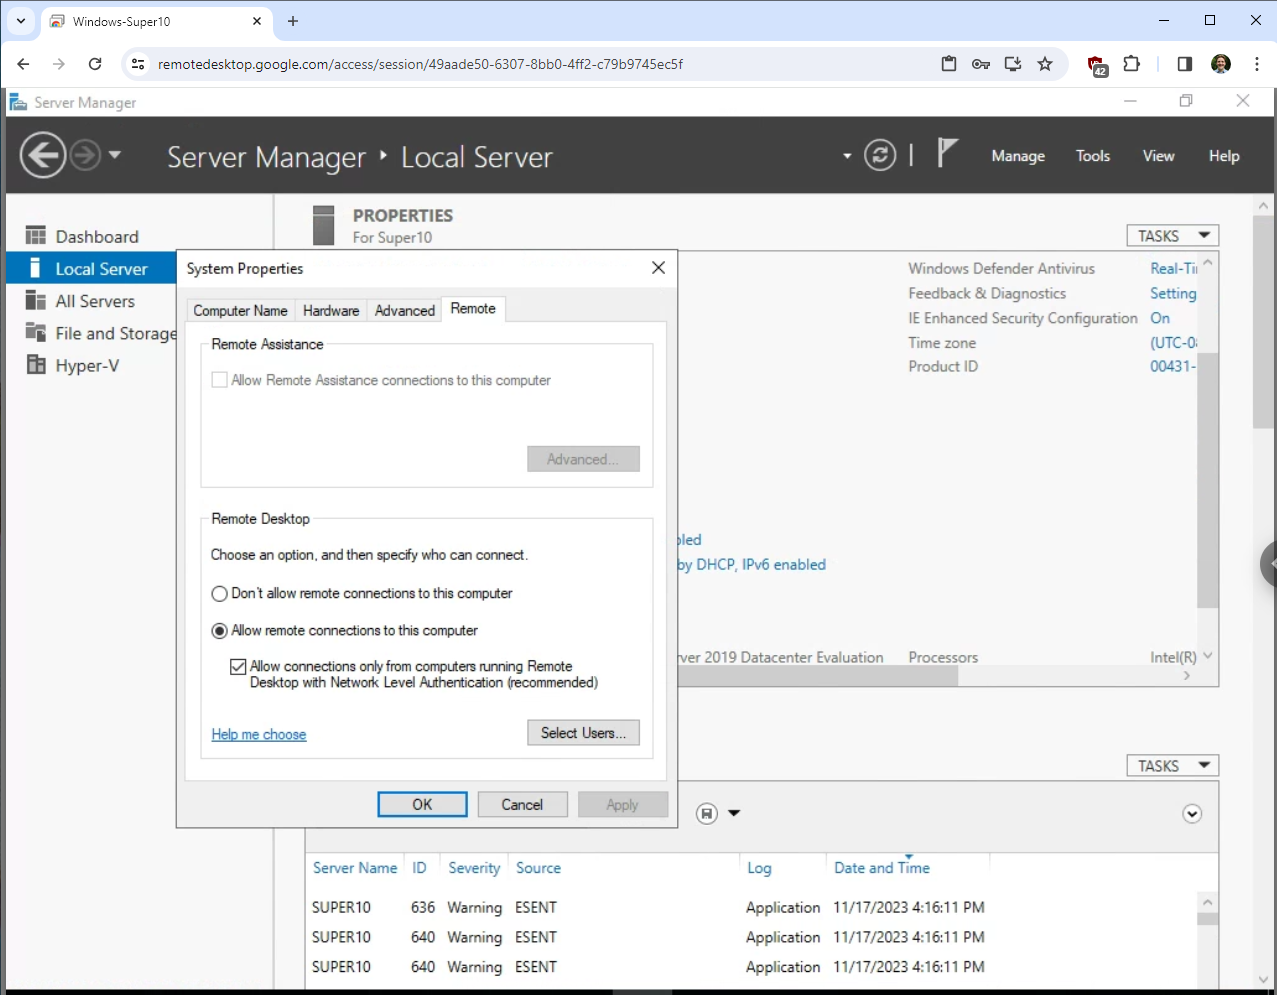 Windows-Super10
remotedesktop.google.com/access/session/49aade50-6307-8bb0-4ff2-c79b9745ec5f
42
Server Manager
Server Manager ‣ Local Server
Manage Tools View Help
Dashboard
Local Server
All Servers
File and Storage
Hyper-V
PROPERTIES
For Super10
TASKS
System Properties
Computer Name Hardware Advanced Remote
Remote Assistance
Allow Remote Assistance connections to this computer
Advanced...
Remote Desktop
Choose an option, and then specify who can connect.
Don't allow remote connections to this computer
Allow remote connections to this computer
Allow connections only from computers running Remote
Desktop with Network Level Authentication (recommended)
Help me choose
Select Users...
OK Cancel Apply
Windows Defender Antivirus Real-Ti
Feedback & Diagnostics Setting
IE Enhanced Security Configuration On
Time zone (UTC-08
Product ID 00431-
bled
by DHCP, IPv6 enabled
rver 2019 Datacenter Evaluation Processors Intel(R)
TASKS
Server Name ID Severity Source Log Date and Time
SUPER10 636 Warning ESENT Application 11/17/2023 4:16:11 PM
SUPER10 640 Warning ESENT Application 11/17/2023 4:16:11 PM
SUPER10 640 Warning ESENT Application 11/17/2023 4:16:11 PM